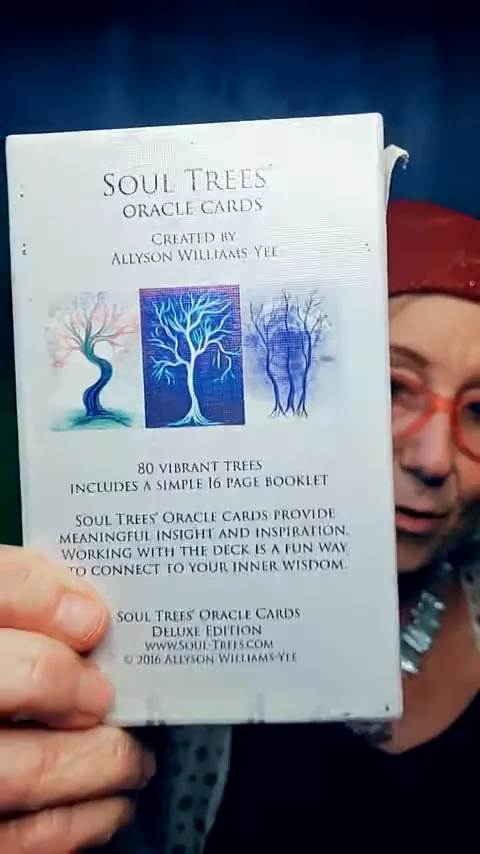 SOUL TREES
ORACLE CARDS
CREATED BY
ALLYSON WILLIAMS-YEE
80 VIBRANT TREES
INCLUDES A SIMPLE 16 PAGE BOOKLET
SOUL TREES' ORACLE CARDS PROVIDE
MEANINGFUL INSIGHT AND INSPIRATION.
WORKING WITH THE DECK IS A FUN WAY
TO CONNECT TO YOUR INNER WISDOM.
SOUL TREES' ORACLE CARDS
DELUXE EDITION
WWW.SOUL-TREES.COM
© 2016 ALLYSON WILLIAMS-YEE